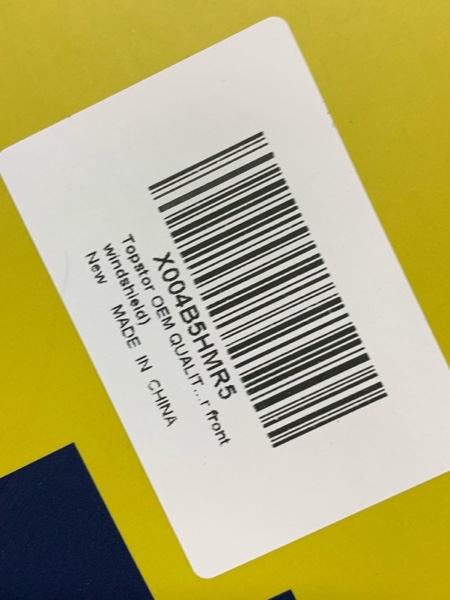 X004B5HMR5
Topstor OEM QUALIT...r front
windshield)
New MADE IN CHINA